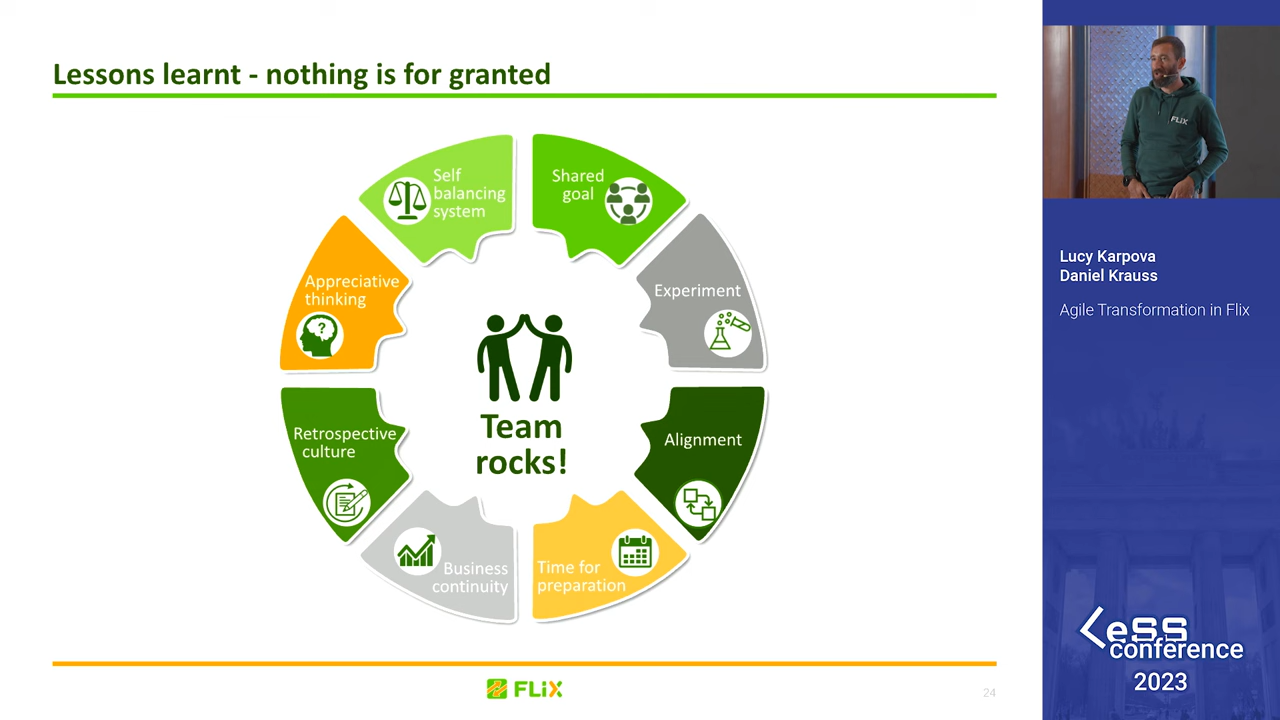 Lessons learnt - nothing is for granted
Self
balancing
system
Shared
goal
Appreciative
thinking
?
Experiment
Team
rocks!
Retrospective
culture
Alignment
Business
continuity
Time for
preparation
FLiX
24
FLiX
Lucy Karpova
Daniel Krauss
Agile Transformation in Flix
LeSS
conference
2023